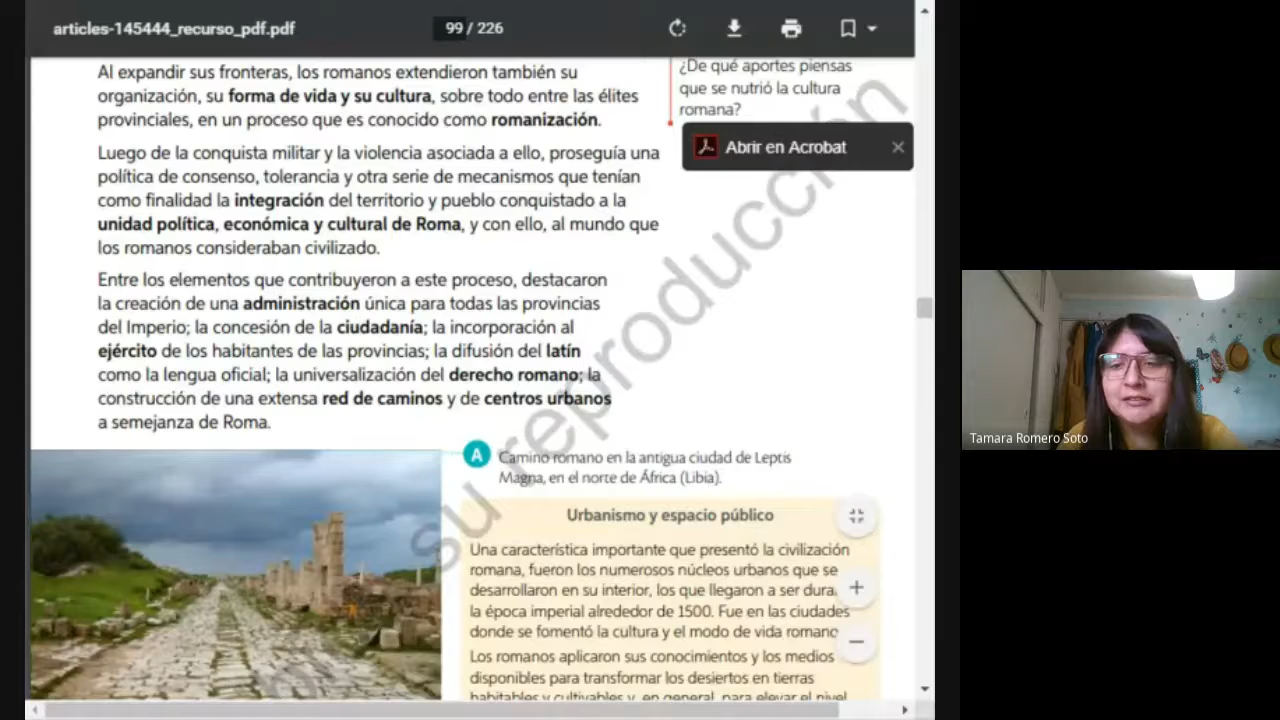 articles-145444_recurso_pdf.pdf
99 / 226
Al expandir sus fronteras, los romanos extendieron también su
organización, su forma de vida y su cultura, sobre todo entre las élites
provinciales, en un proceso que es conocido como romanización.
Luego de la conquista militar y la violencia asociada a ello, proseguía una
política de consenso, tolerancia y otra serie de mecanismos que tenían
como finalidad la integración del territorio y pueblo conquistado a la
unidad política, económica y cultural de Roma, y con ello, al mundo que
los romanos consideraban civilizado.
Entre los elementos que contribuyeron a este proceso, destacaron
la creación de una administración única para todas las provincias
del Imperio; la concesión de la ciudadanía; la incorporación al
ejército de los habitantes de las provincias; la difusión del latín
como la lengua oficial; la universalización del derecho romano; la
construcción de una extensa red de caminos y de centros urbanos
a semejanza de Roma.
¿De qué aportes piensas
que se nutrió la cultura
romana?
Abrir en Acrobat
su reproducción
A
Camino romano en la antigua ciudad de Leptis
Magna, en el norte de África (Libia).
Urbanismo y espacio público
Una característica importante que presentó la civilización
romana, fueron los numerosos núcleos urbanos que se
desarrollaron en su interior, los que llegaron a ser dura
la época imperial alrededor de 1500. Fue en las ciudades
donde se fomentó la cultura y el modo de vida romano
Los romanos aplicaron sus conocimientos y los medios
disponibles para transformar los desiertos en tierras
habitables y cultivables y, en general, para elevar el nivel
Tamara Romero Soto